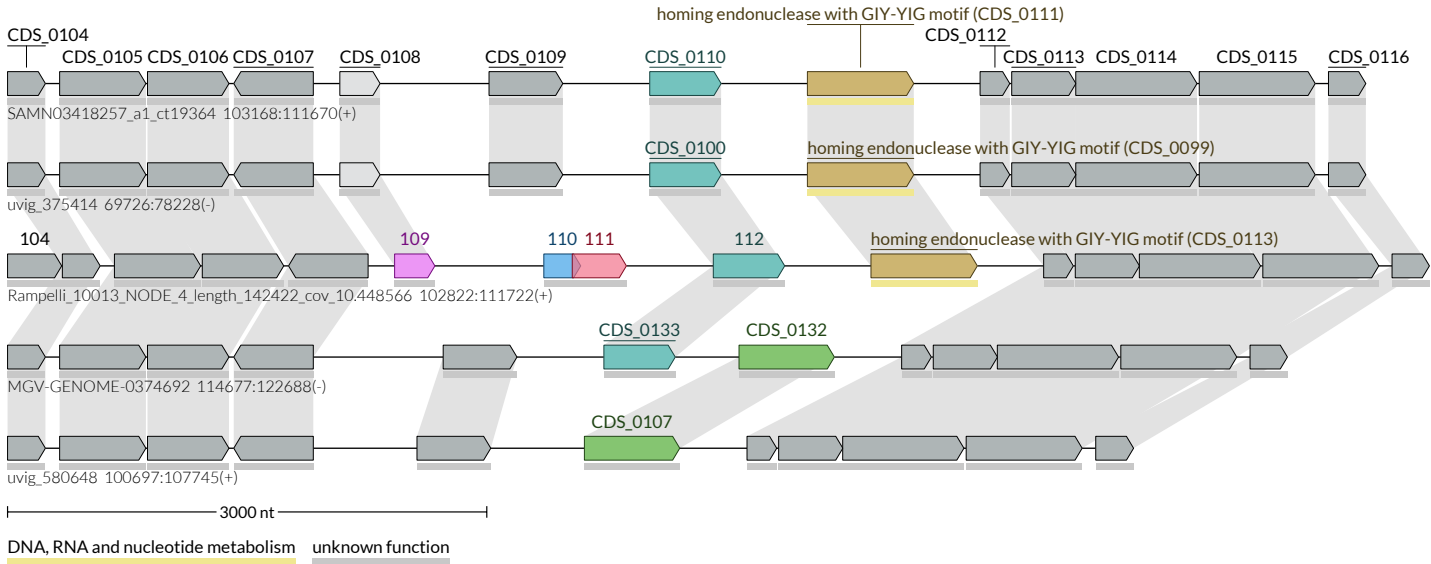 homing endonuclease with GIY-YIG motif (CDS_0111)
CDS_0104 CDS_0112
CDS_0105 CDS_0106 CDS_0107 CDS_0108 CDS_0109 CDS_0110 CDS_0113 CDS_0114 CDS_0115 CDS_0116
SAMN03418257_a1_ct19364 103168:111670(+)
CDS_0100 homing endonuclease with GIY-YIG motif (CDS_0099)
uvig_375414 69726:78228(-)
104 109 110 111 112 homing endonuclease with GIY-YIG motif (CDS_0113)
Rampelli_10013_NODE_4_length_142422_cov_10.448566 102822:111722(+)
CDS_0133 CDS_0132
MGV-GENOME-0374692 114677:122688(-)
CDS_0107
uvig_580648 100697:107745(+)
3000 nt
DNA, RNA and nucleotide metabolism unknown function